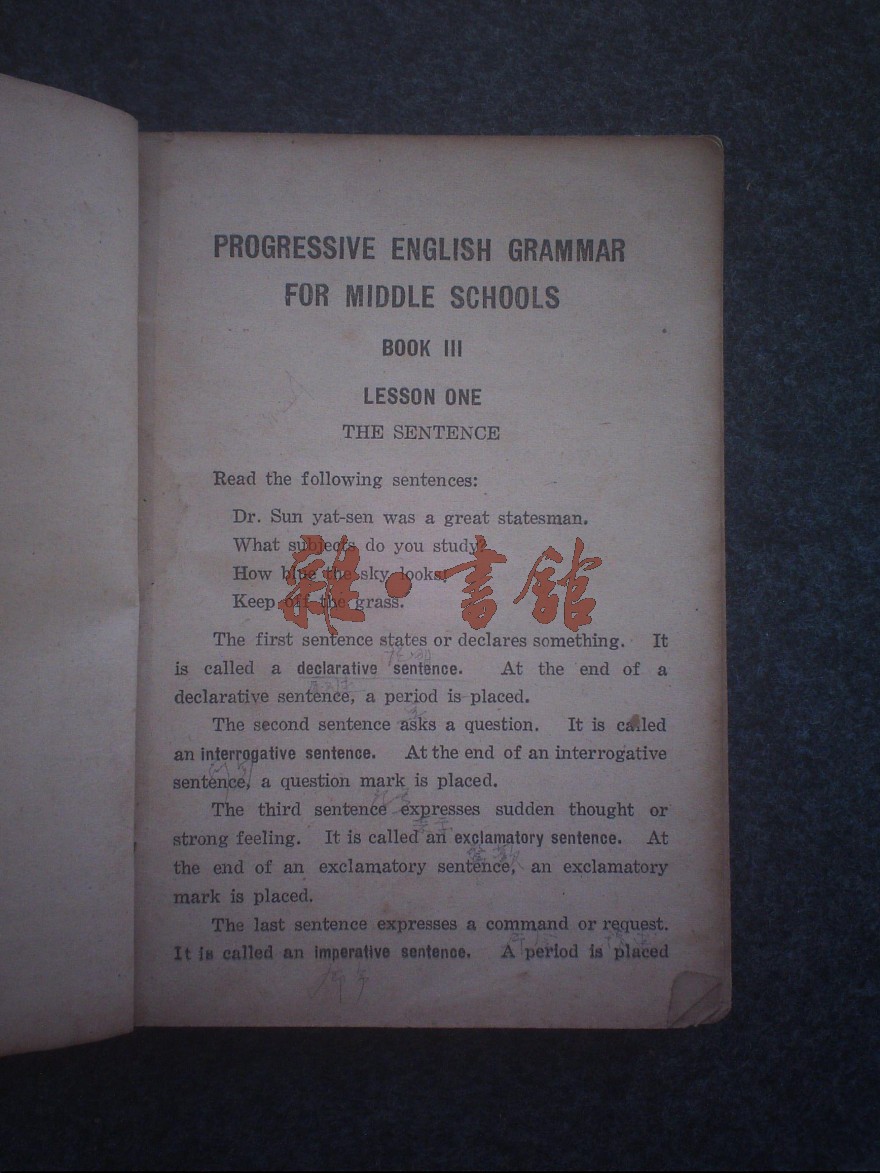 PROGRESSIVE ENGLISH GRAMMAR
FOR MIDDLE SCHOOLS
BOOK III
LESSON ONE
THE SENTENCE
Read the following sentences:
Dr. Sun yat-sen was a great statesman.
What subjects do you study?
How blue the sky looks!
Keep off the grass.
雜·書館
The first sentence states or declares something. It
is called a declarative sentence. At the end of a
declarative sentence, a period is placed.
The second sentence asks a question. It is called
an interrogative sentence. At the end of an interrogative
sentence, a question mark is placed.
The third sentence expresses sudden thought or
strong feeling. It is called an exclamatory sentence. At
the end of an exclamatory sentence, an exclamatory
mark is placed.
The last sentence expresses a command or request.
It is called an imperative sentence. A period is placed